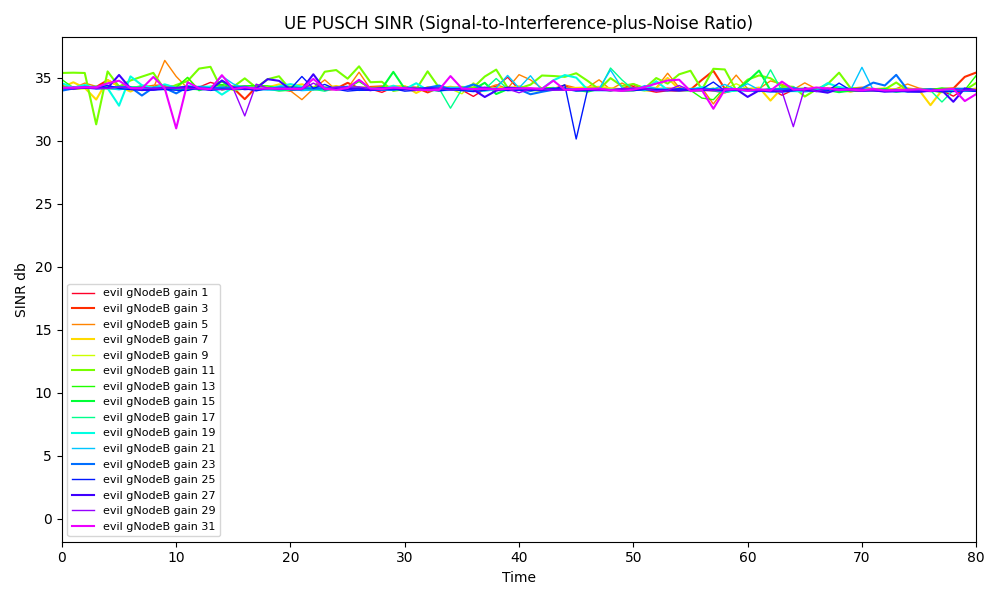 UE PUSCH SINR (Signal-to-Interference-plus-Noise Ratio)
SINR db
35
30
25
20
15
10
5
0
evil gNodeB gain 1
evil gNodeB gain 3
evil gNodeB gain 5
evil gNodeB gain 7
evil gNodeB gain 9
evil gNodeB gain 11
evil gNodeB gain 13
evil gNodeB gain 15
evil gNodeB gain 17
evil gNodeB gain 19
evil gNodeB gain 21
evil gNodeB gain 23
evil gNodeB gain 25
evil gNodeB gain 27
evil gNodeB gain 29
evil gNodeB gain 31
0 10 20 30 40 50 60 70 80
Time